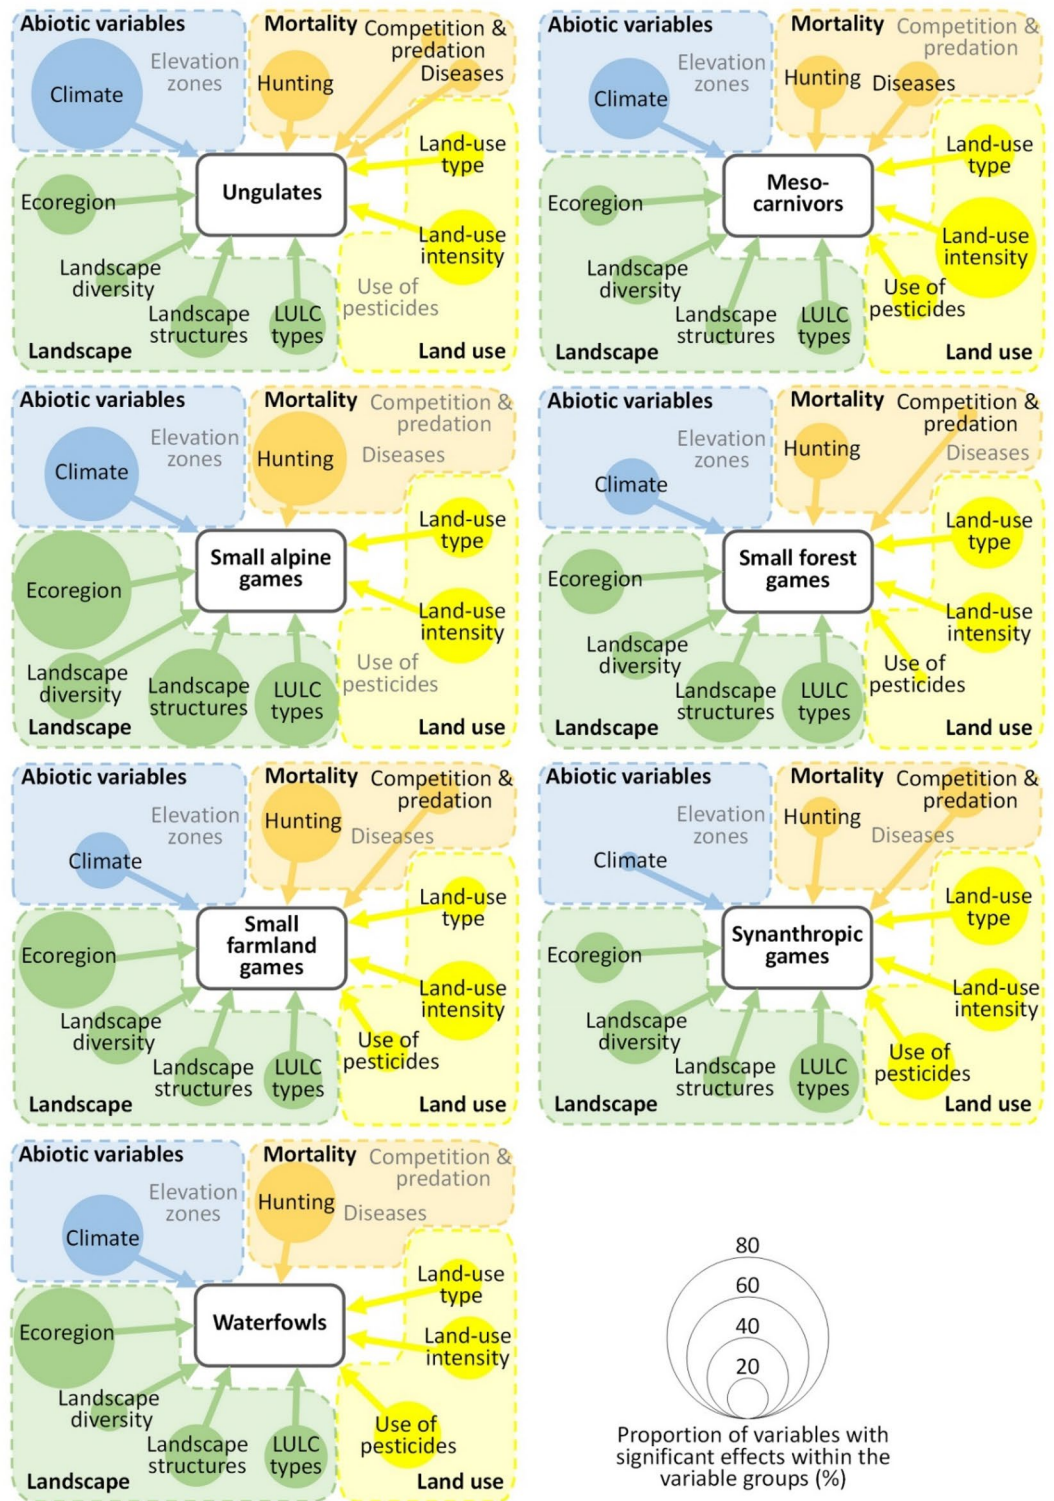 Abiotic variables
Climate
Elevation
zones
Mortality
Hunting
Competition &
predation
Diseases
Ecoregion
Landscape
diversity
Landscape
structures
LULC
types
Landscape
Ungulates
Land-use
type
Land-use
intensity
Use of
pesticides
Land use
Abiotic variables
Climate
Elevation
zones
Mortality
Hunting
Competition &
predation
Diseases
Ecoregion
Landscape
diversity
Landscape
structures
LULC
types
Landscape
Meso-
carnivors
Land-use
type
Land-use
intensity
Use of
pesticides
Land use
Abiotic variables
Climate
Elevation
zones
Mortality
Hunting
Competition &
predation
Diseases
Ecoregion
Landscape
diversity
Landscape
structures
LULC
types
Landscape
Small alpine
games
Land-use
type
Land-use
intensity
Use of
pesticides
Land use
Abiotic variables
Climate
Elevation
zones
Mortality
Hunting
Competition &
predation
Diseases
Ecoregion
Landscape
diversity
Landscape
structures
LULC
types
Landscape
Small forest
games
Land-use
type
Land-use
intensity
Use of
pesticides
Land use
Abiotic variables
Climate
Elevation
zones
Mortality
Hunting
Competition &
predation
Diseases
Ecoregion
Landscape
diversity
Landscape
structures
LULC
types
Landscape
Small
farmland
games
Land-use
type
Land-use
intensity
Use of
pesticides
Land use
Abiotic variables
Climate
Elevation
zones
Mortality
Hunting
Competition &
predation
Diseases
Ecoregion
Landscape
diversity
Landscape
structures
LULC
types
Landscape
Synanthropic
games
Land-use
type
Land-use
intensity
Use of
pesticides
Land use
Abiotic variables
Climate
Elevation
zones
Mortality
Hunting
Competition &
predation
Diseases
Ecoregion
Landscape
diversity
Landscape
structures
LULC
types
Landscape
Waterfowls
Land-use
type
Land-use
intensity
Use of
pesticides
Land use
80
60
40
20
Proportion of variables with
significant effects within the
variable groups (%)